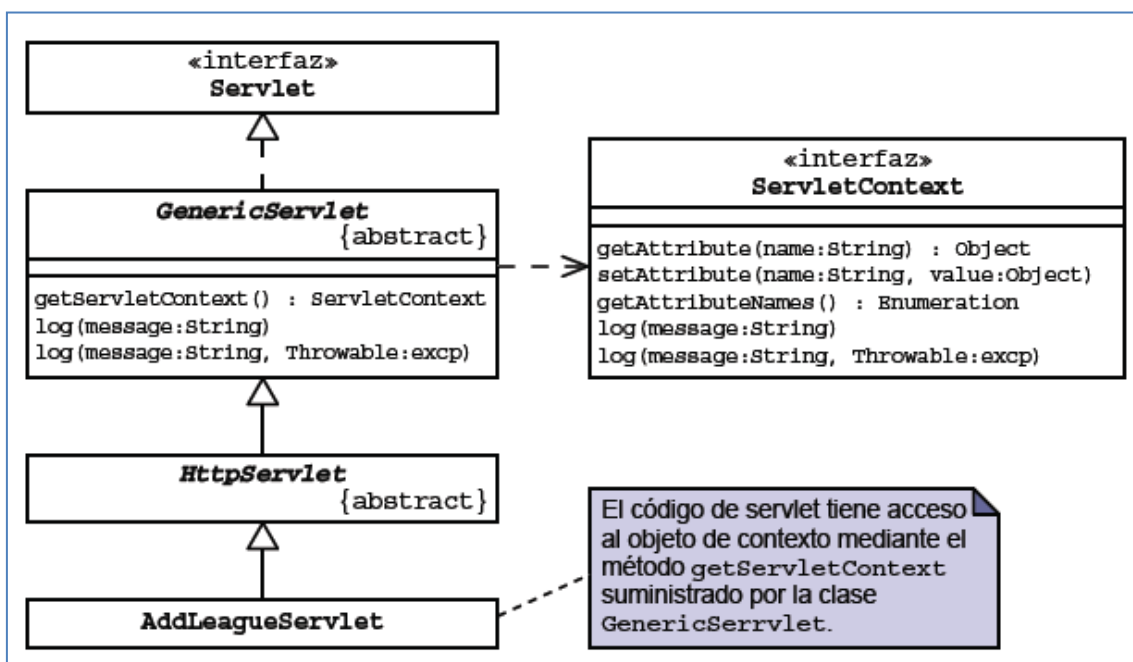 «interfaz»
Servlet
GenericServlet
{abstract}
getServletContext() : ServletContext
log(message:String)
log(message:String, Throwable:excp)
«interfaz»
ServletContext
getAttribute(name:String) : Object
setAttribute(name:String, value:Object)
getAttributeNames() : Enumeration
log(message:String)
log(message:String, Throwable:excp)
HttpServlet
{abstract}
AddLeagueServlet
El código de servlet tiene acceso
al objeto de contexto mediante el
método getServletContext
suministrado por la clase
GenericSerrvlet.